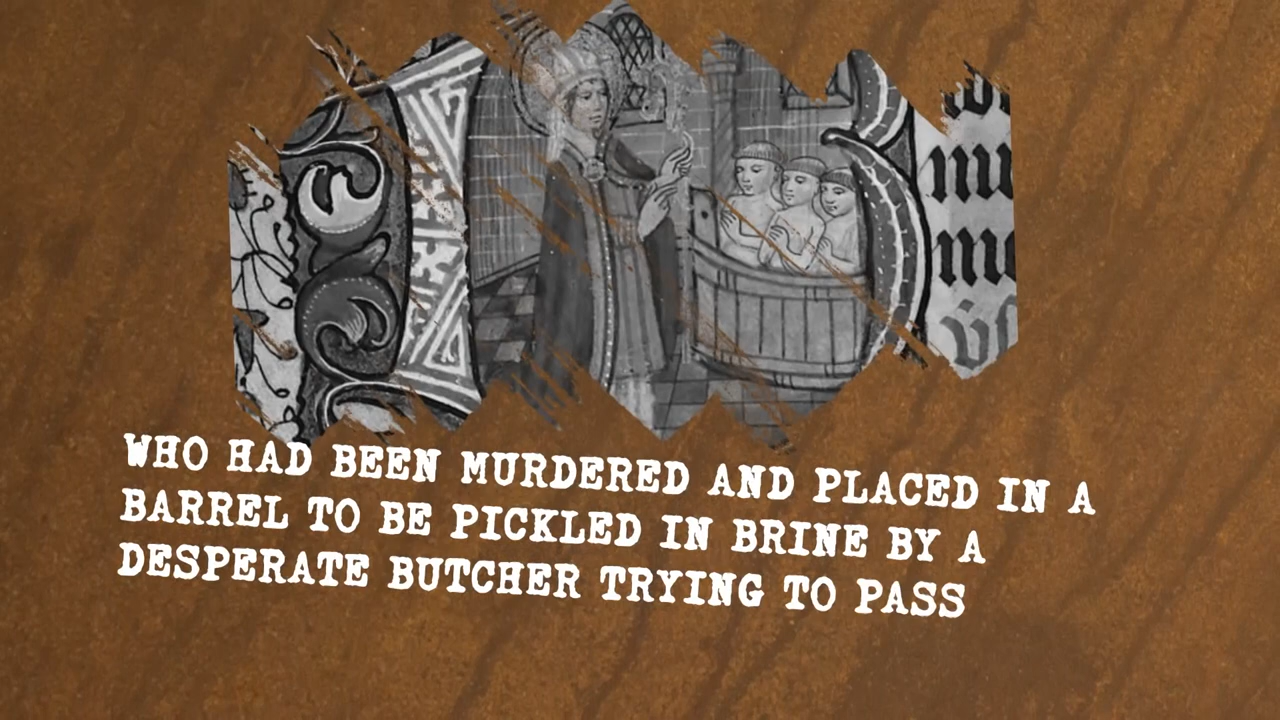 WHO HAD BEEN MURDERED AND PLACED IN A
BARREL TO BE PICKLED IN BRINE BY A
DESPERATE BUTCHER TRYING TO PASS